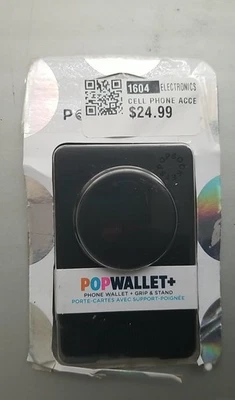 1604 ELECTRONICS
CELL PHONE ACCE
$24.99
POPWALLET+
PHONE WALLET + GRIP & STAND
PORTE-CARTES AVEC SUPPORT-POIGNÉE